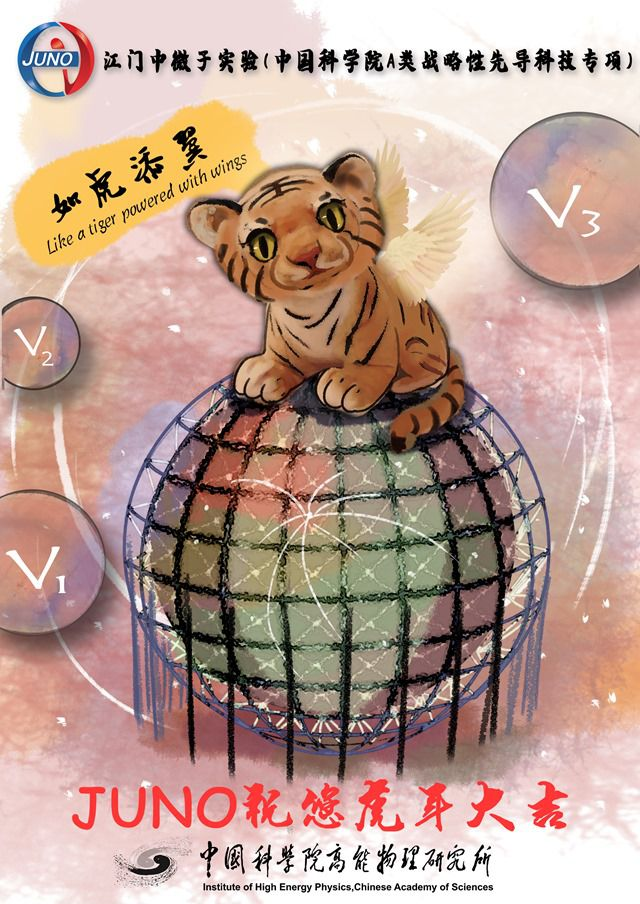 JUNO
江门中微子实验(中国科学院A类战略性先导科技专项)
如虎添翼
Like a tiger powered with wings
ν3
ν2
ν1
JUNO祝您虎年大吉
中国科学院高能物理研究所
Institute of High Energy Physics,Chinese Academy of Sciences